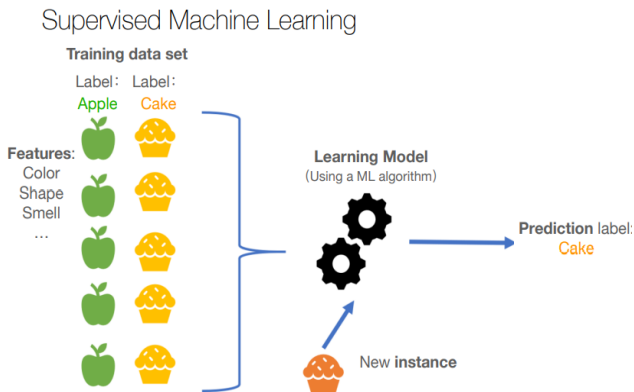 Supervised Machine Learning
Training data set
Label: Label:
Apple Cake
Features:
Color
Shape
Smell
...
Learning Model
(Using a ML algorithm)
Prediction label:
Cake
New instance